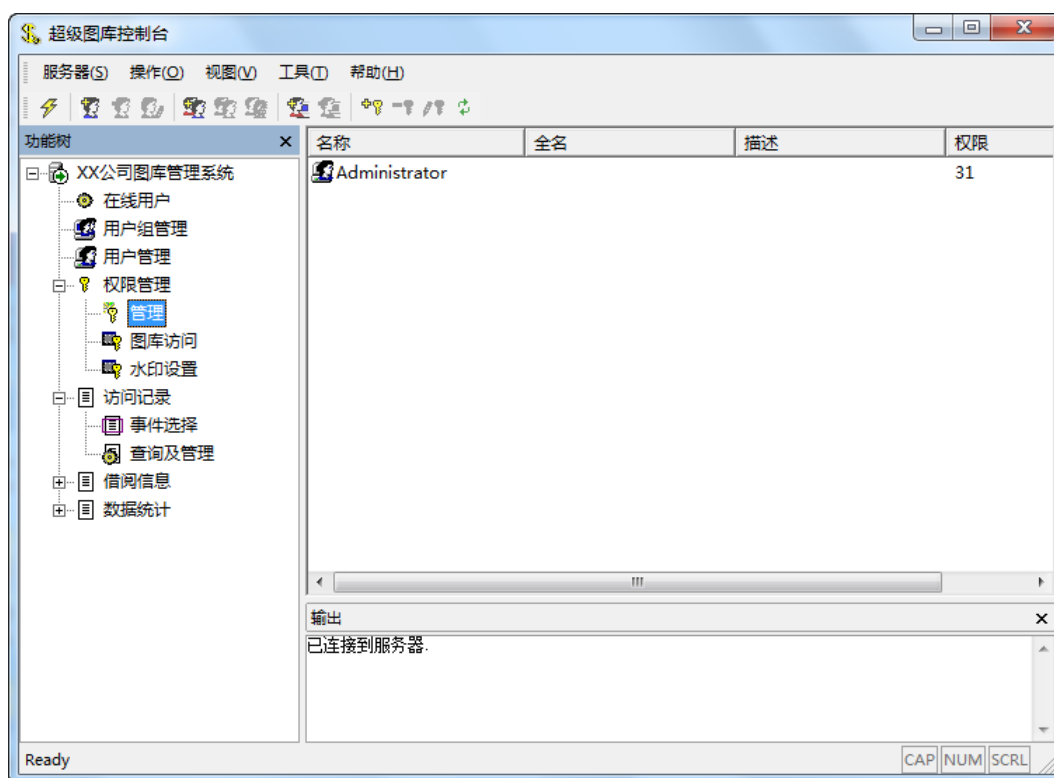 超级图库控制台
服务器(S) 操作(O) 视图(V) 工具(T) 帮助(H)
功能树
名称 全名 描述 权限
XX公司图库管理系统
Administrator 31
在线用户
用户组管理
用户管理
权限管理
管理
图库访问
水印设置
访问记录
事件选择
查询及管理
借阅信息
数据统计
输出
已连接到服务器.
Ready CAP NUM SCRL